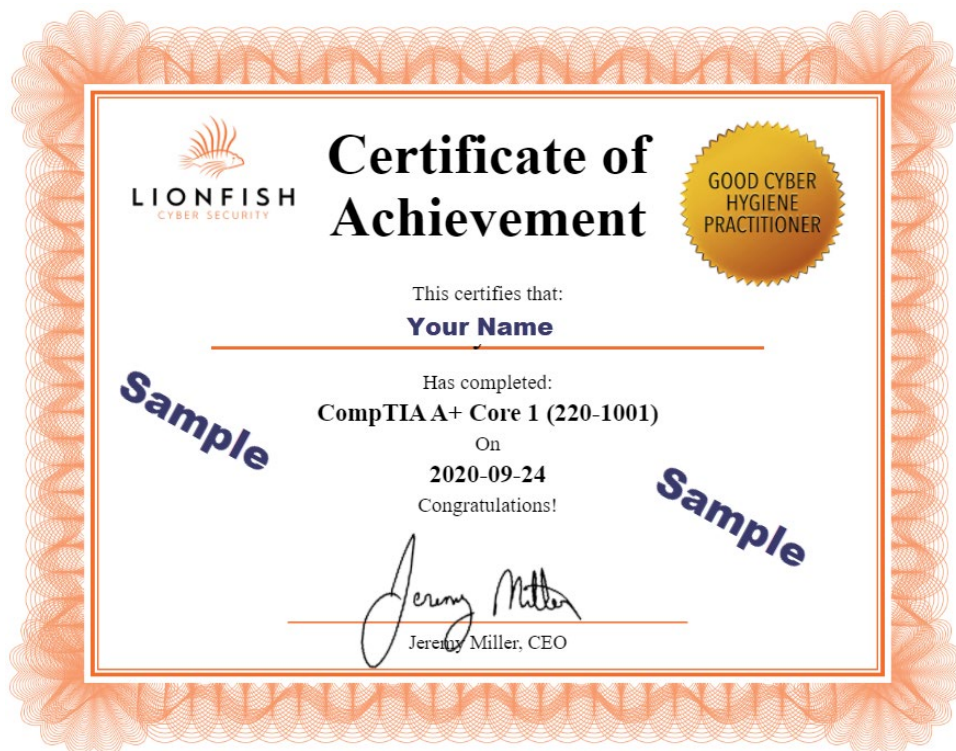 LIONFISH
CYBER SECURITY
Certificate of
Achievement
GOOD CYBER
HYGIENE
PRACTITIONER
This certifies that:
Your Name
Has completed:
CompTIA A+ Core 1 (220-1001)
On
2020-09-24
Congratulations!
Sample
Sample
Jeremy Miller
Jeremy Miller, CEO